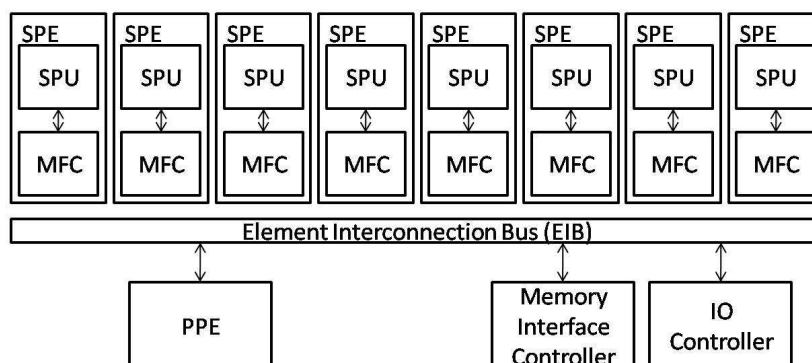 SPE SPE SPE SPE SPE SPE SPE SPE
SPU SPU SPU SPU SPU SPU SPU SPU
MFC MFC MFC MFC MFC MFC MFC MFC
Element Interconnection Bus (EIB)
PPE
Memory
Interface
Controller
IO
Controller